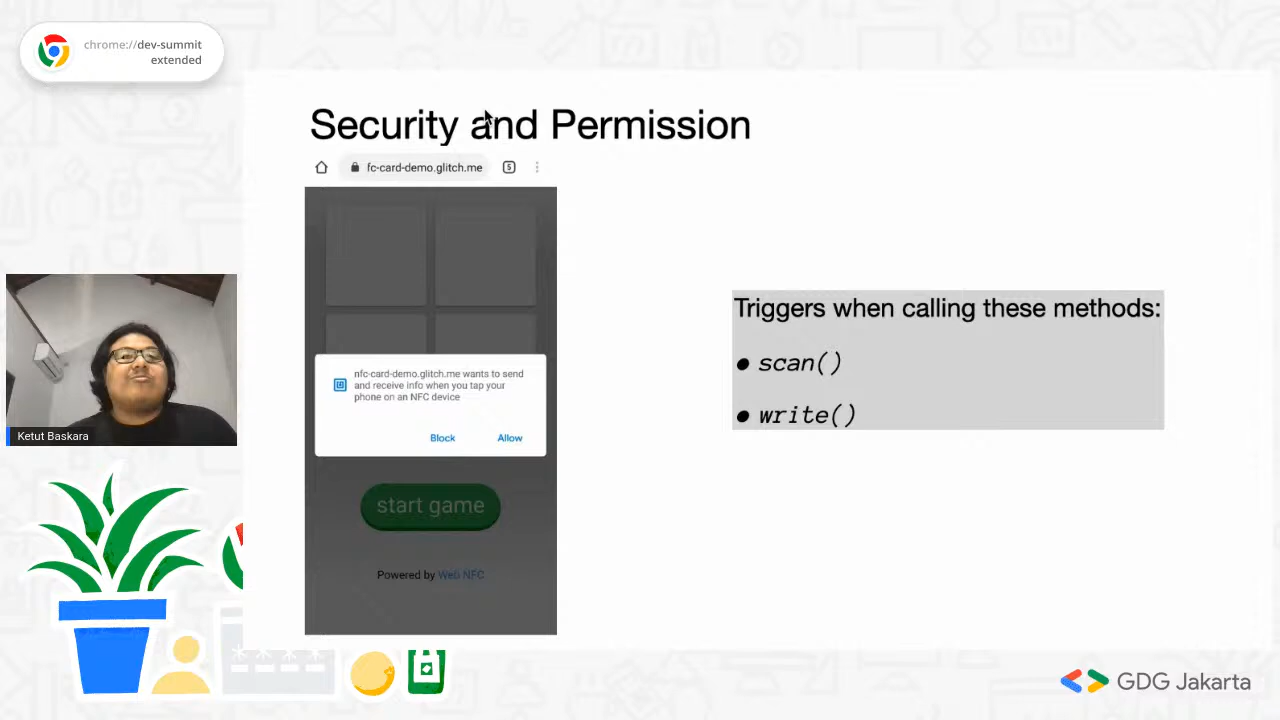 chrome://dev-summit
extended
Security and Permission
fc-card-demo.glitch.me
5
Triggers when calling these methods:
● scan()
● write()
nfc-card-demo.glitch.me wants to send
and receive info when you tap your
phone on an NFC device
Block Allow
Ketut Baskara
start game
Powered by Web NFC
* * * *
GDG Jakarta